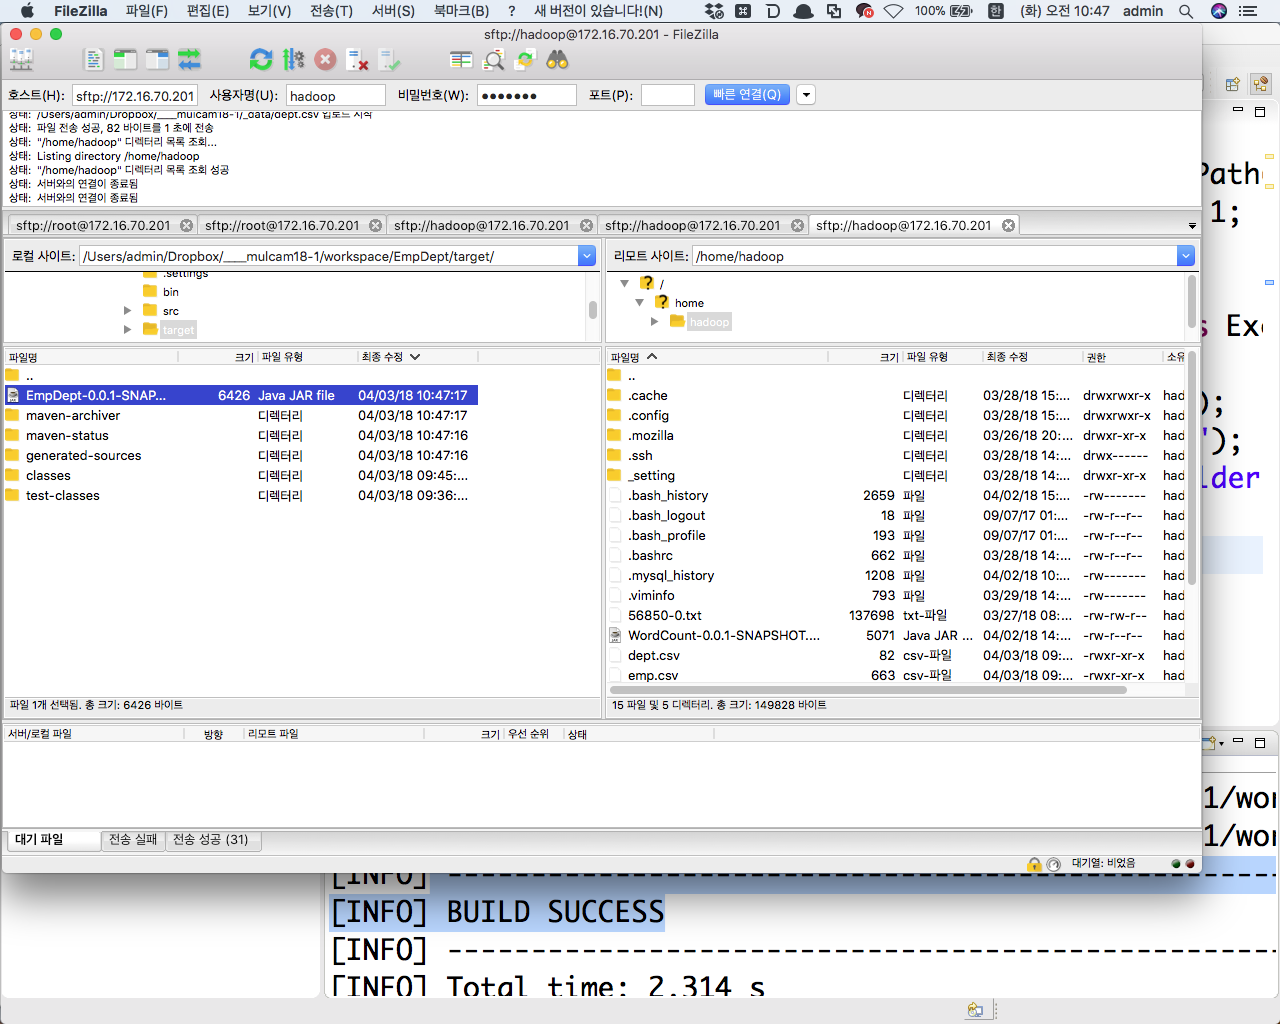 FileZilla 파일(F) 편집(E) 보기(V) 전송(T) 서버(S) 북마크(B) ? 새 버전이 있습니다!(N) 100% 한 (화) 오전 10:47 admin
sftp://hadoop@172.16.70.201 - FileZilla
호스트(H): sftp://172.16.70.201 사용자명(U): hadoop 비밀번호(W): ●●●●●●● 포트(P): 빠른 연결(Q)
상태: /Users/admin/Dropbox/____mulcam18-1/_data/dept.csv 업로드 시작
상태: 파일 전송 성공, 82 바이트를 1 초에 전송
상태: "/home/hadoop" 디렉터리 목록 조회...
상태: Listing directory /home/hadoop
상태: "/home/hadoop" 디렉터리 목록 조회 성공
상태: 서버와의 연결이 종료됨
상태: 서버와의 연결이 종료됨
sftp://root@172.16.70.201 sftp://root@172.16.70.201 sftp://hadoop@172.16.70.201 sftp://hadoop@172.16.70.201 sftp://hadoop@172.16.70.201
로컬 사이트: /Users/admin/Dropbox/____mulcam18-1/workspace/EmpDept/target/
.settings
bin
src
target
파일명 크기 파일 유형 최종 수정
..
EmpDept-0.0.1-SNAP... 6426 Java JAR file 04/03/18 10:47:17
maven-archiver 디렉터리 04/03/18 10:47:17
maven-status 디렉터리 04/03/18 10:47:16
generated-sources 디렉터리 04/03/18 10:47:16
classes 디렉터리 04/03/18 09:45:...
test-classes 디렉터리 04/03/18 09:36:...
파일 1개 선택됨. 총 크기: 6426 바이트
리모트 사이트: /home/hadoop
/
home
hadoop
파일명 크기 파일 유형 최종 수정 권한 소유
..
.cache 디렉터리 03/28/18 15:... drwxrwxr-x had
.config 디렉터리 03/28/18 15:... drwxrwxr-x had
.mozilla 디렉터리 03/26/18 20:... drwxr-xr-x had
.ssh 디렉터리 03/28/18 14:... drwx------ had
_setting 디렉터리 03/28/18 14:... drwxr-xr-x had
.bash_history 2659 파일 04/02/18 15:... -rw------- had
.bash_logout 18 파일 09/07/17 01:... -rw-r--r-- had
.bash_profile 193 파일 09/07/17 01:... -rw-r--r-- had
.bashrc 662 파일 03/28/18 14:... -rw-r--r-- had
.mysql_history 1208 파일 04/02/18 10:... -rw------- had
.viminfo 793 파일 03/29/18 14:... -rw------- had
56850-0.txt 137698 txt-파일 03/27/18 08:... -rw-rw-r-- had
WordCount-0.0.1-SNAPSHOT.... 5071 Java JAR ... 04/02/18 14:... -rw-r--r-- had
dept.csv 82 csv-파일 04/03/18 09:... -rwxr-xr-x had
emp.csv 663 csv-파일 04/03/18 09:... -rwxr-xr-x had
15 파일 및 5 디렉터리. 총 크기: 149828 바이트
서버/로컬 파일 방향 리모트 파일 크기 우선 순위 상태
대기 파일 전송 실패 전송 성공 (31)
대기열: 비었음
Path
1;
s Exc
);
");
lder
1/wor
1/wor
[INFO] ------------------------------------------------
[INFO] BUILD SUCCESS
[INFO] ------------------------------------------------
[INFO] Total time: 2.314 s